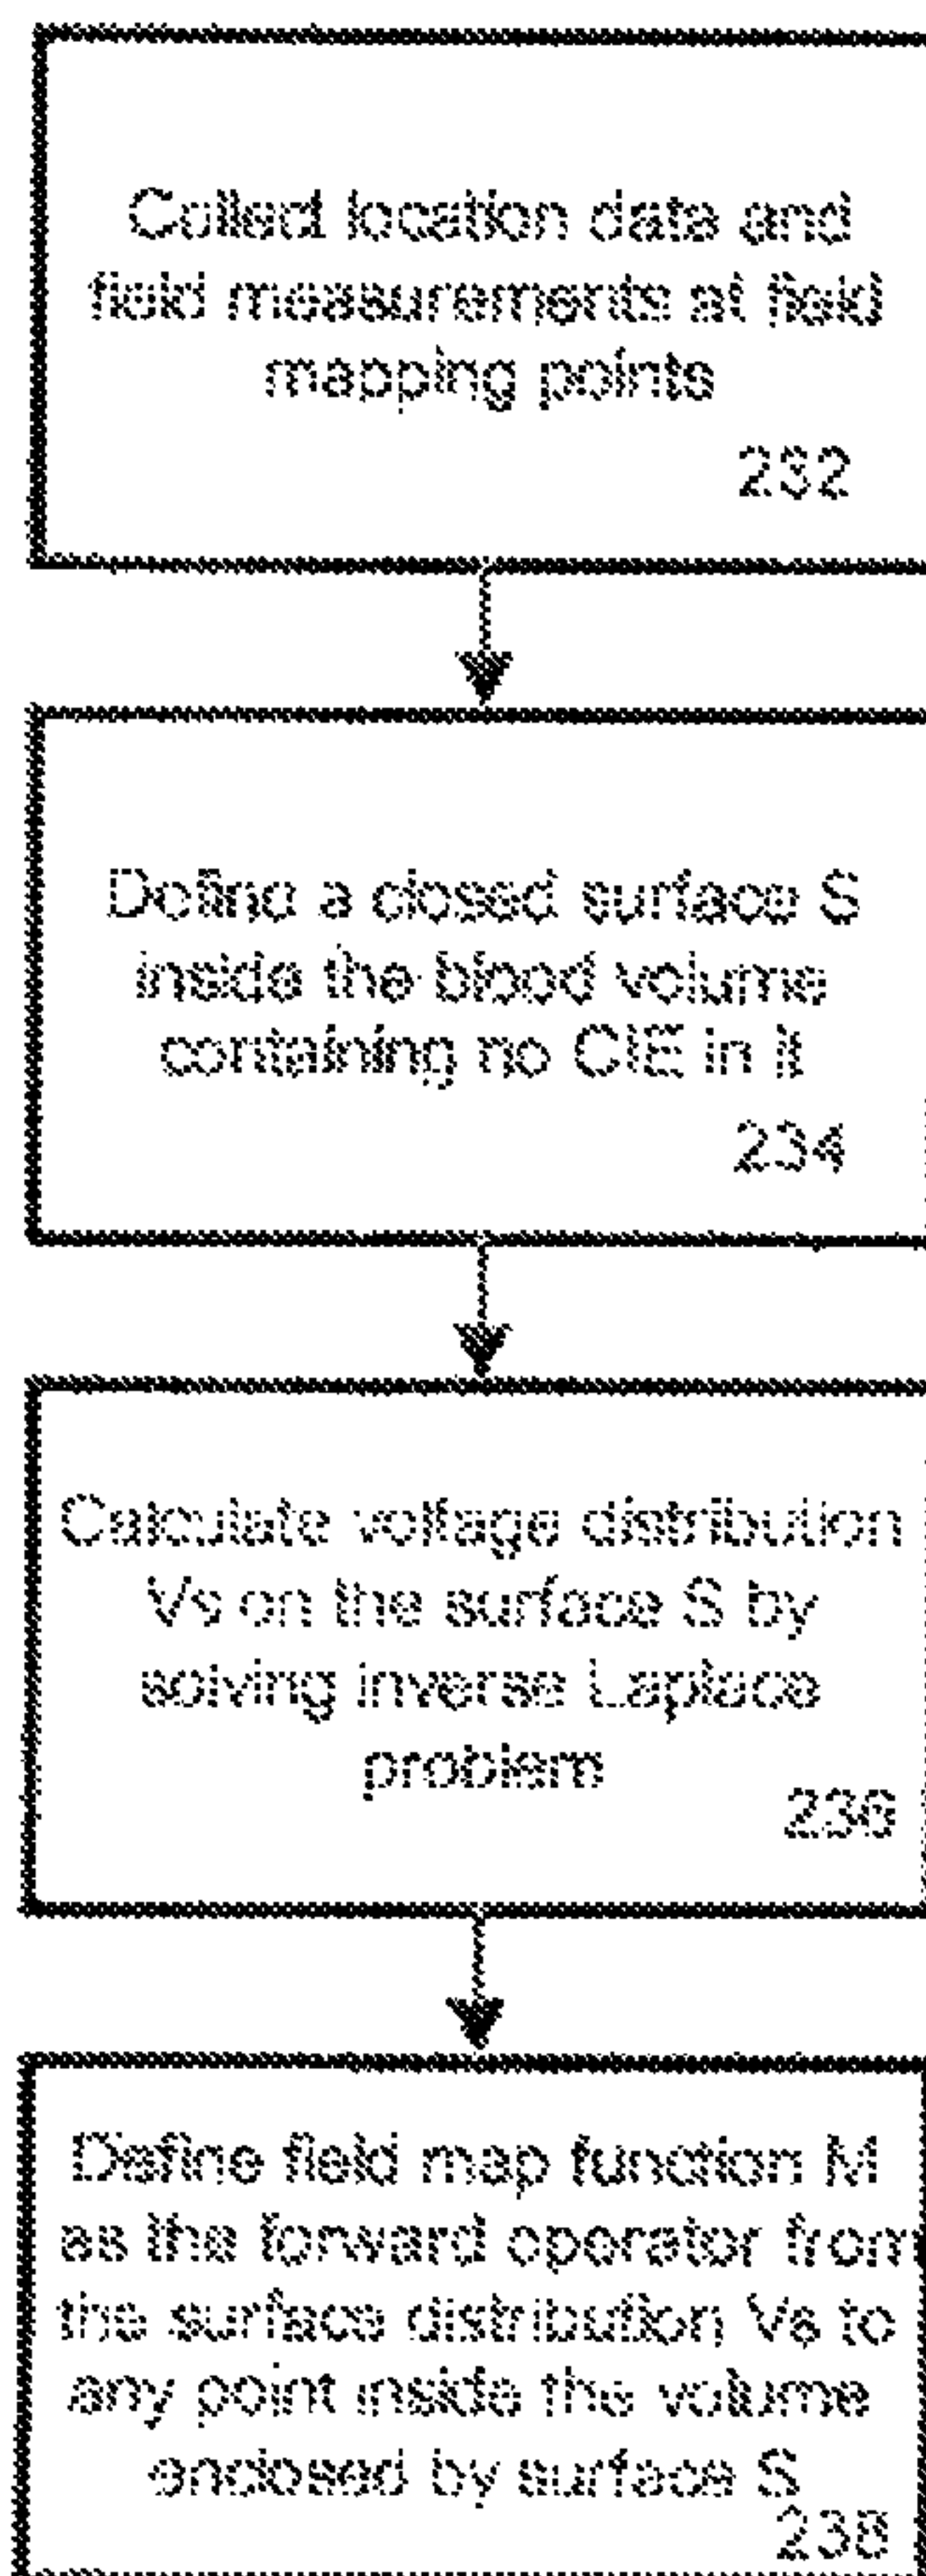 Collect location data and
field measurements at field
mapping points
232
Define a closed surface S
inside the blood volume
containing no CIE in it
234
Calculate voltage distribution
Vs on the surface S by
solving inverse Laplace
problem
236
Define field map function M
as the forward operator from
the surface distribution Vs to
any point inside the volume
enclosed by surface S
238